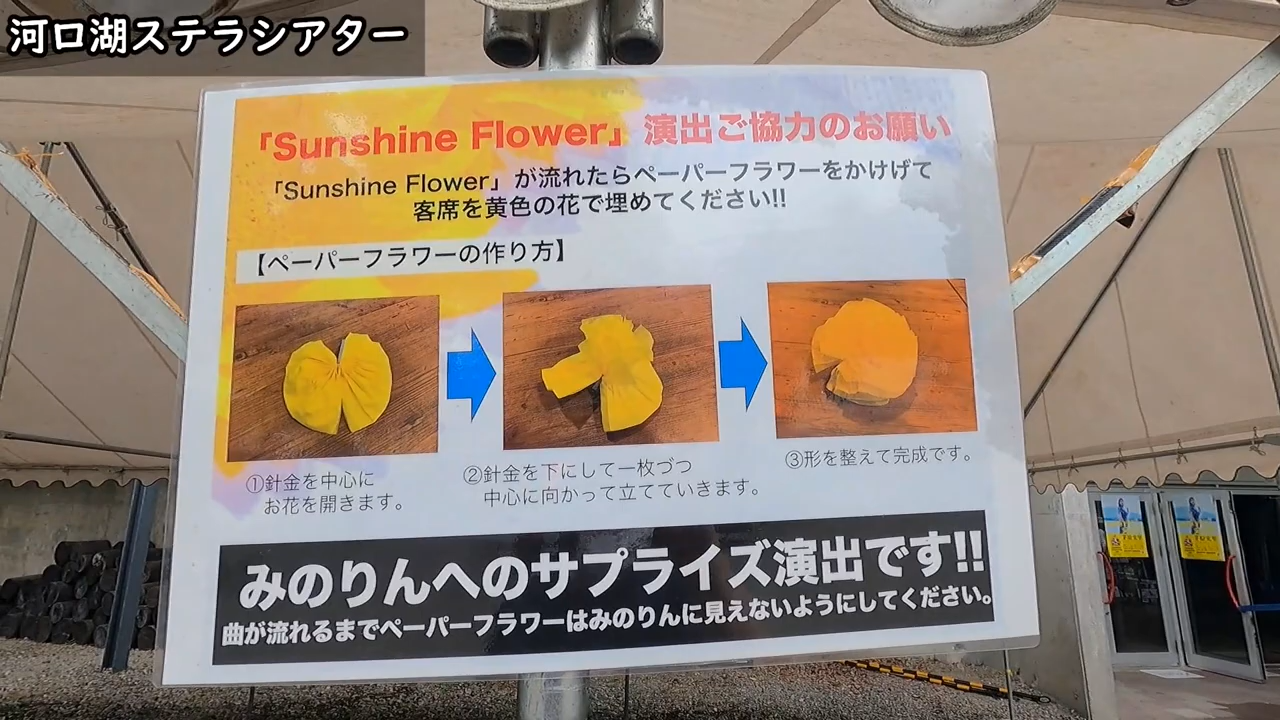 河口湖ステラシアター
「Sunshine Flower」演出ご協力のお願い
「Sunshine Flower」が流れたらペーパーフラワーをかけげて
客席を黄色の花で埋めてください!!
【ペーパーフラワーの作り方】
①針金を中心に
お花を開きます。
②針金を下にして一枚づつ
中心に向かって立てていきます。
③形を整えて完成です。
みのりんへのサプライズ演出です!!
曲が流れるまでペーパーフラワーはみのりんに見えないようにしてください。